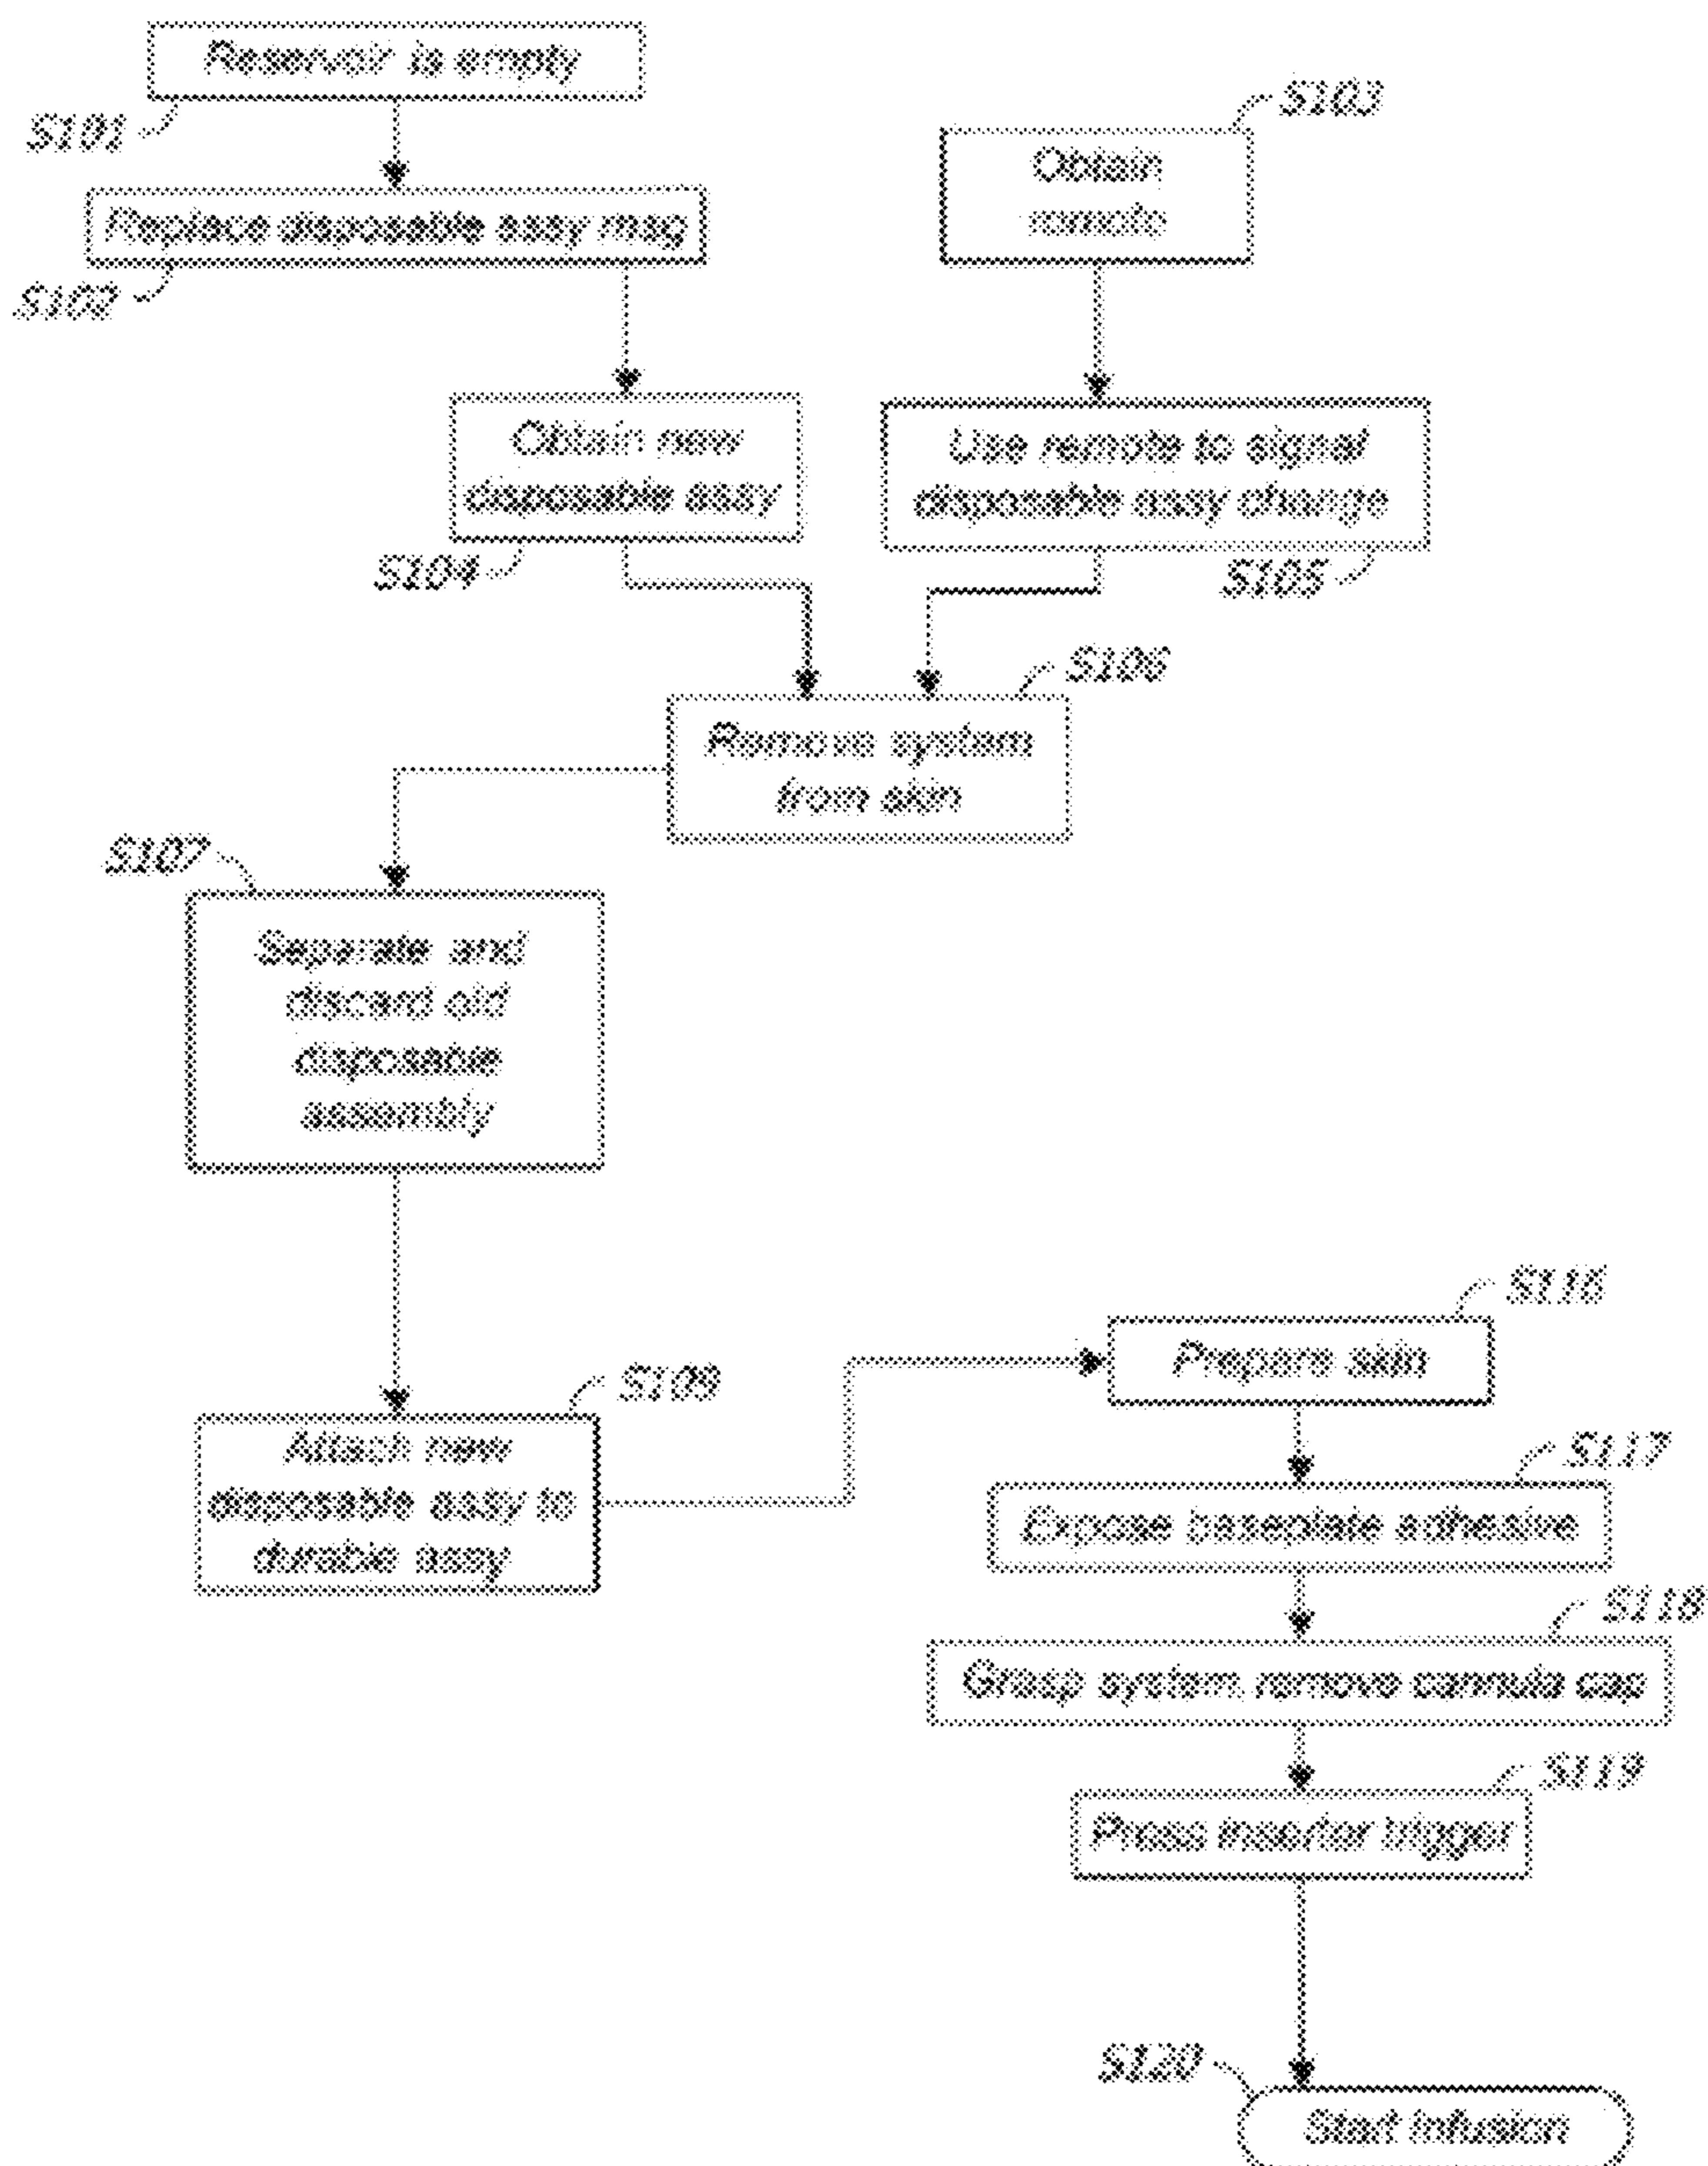 Reservoir is empty
S101
S103
Obtain
remote
Replace disposable assy msg
S102
Obtain new
disposable assy
S104
Use remote to signal
disposable assy change
S105
S106
Remove system
from skin
S107
Separate and
discard old
disposable
assembly
S109
Attach new
disposable assy to
durable assy
S116
Prepare skin
S117
Expose baseplate adhesive
S118
Grasp system, remove cannula cap
S119
Press inserter trigger
S120
Start infusion